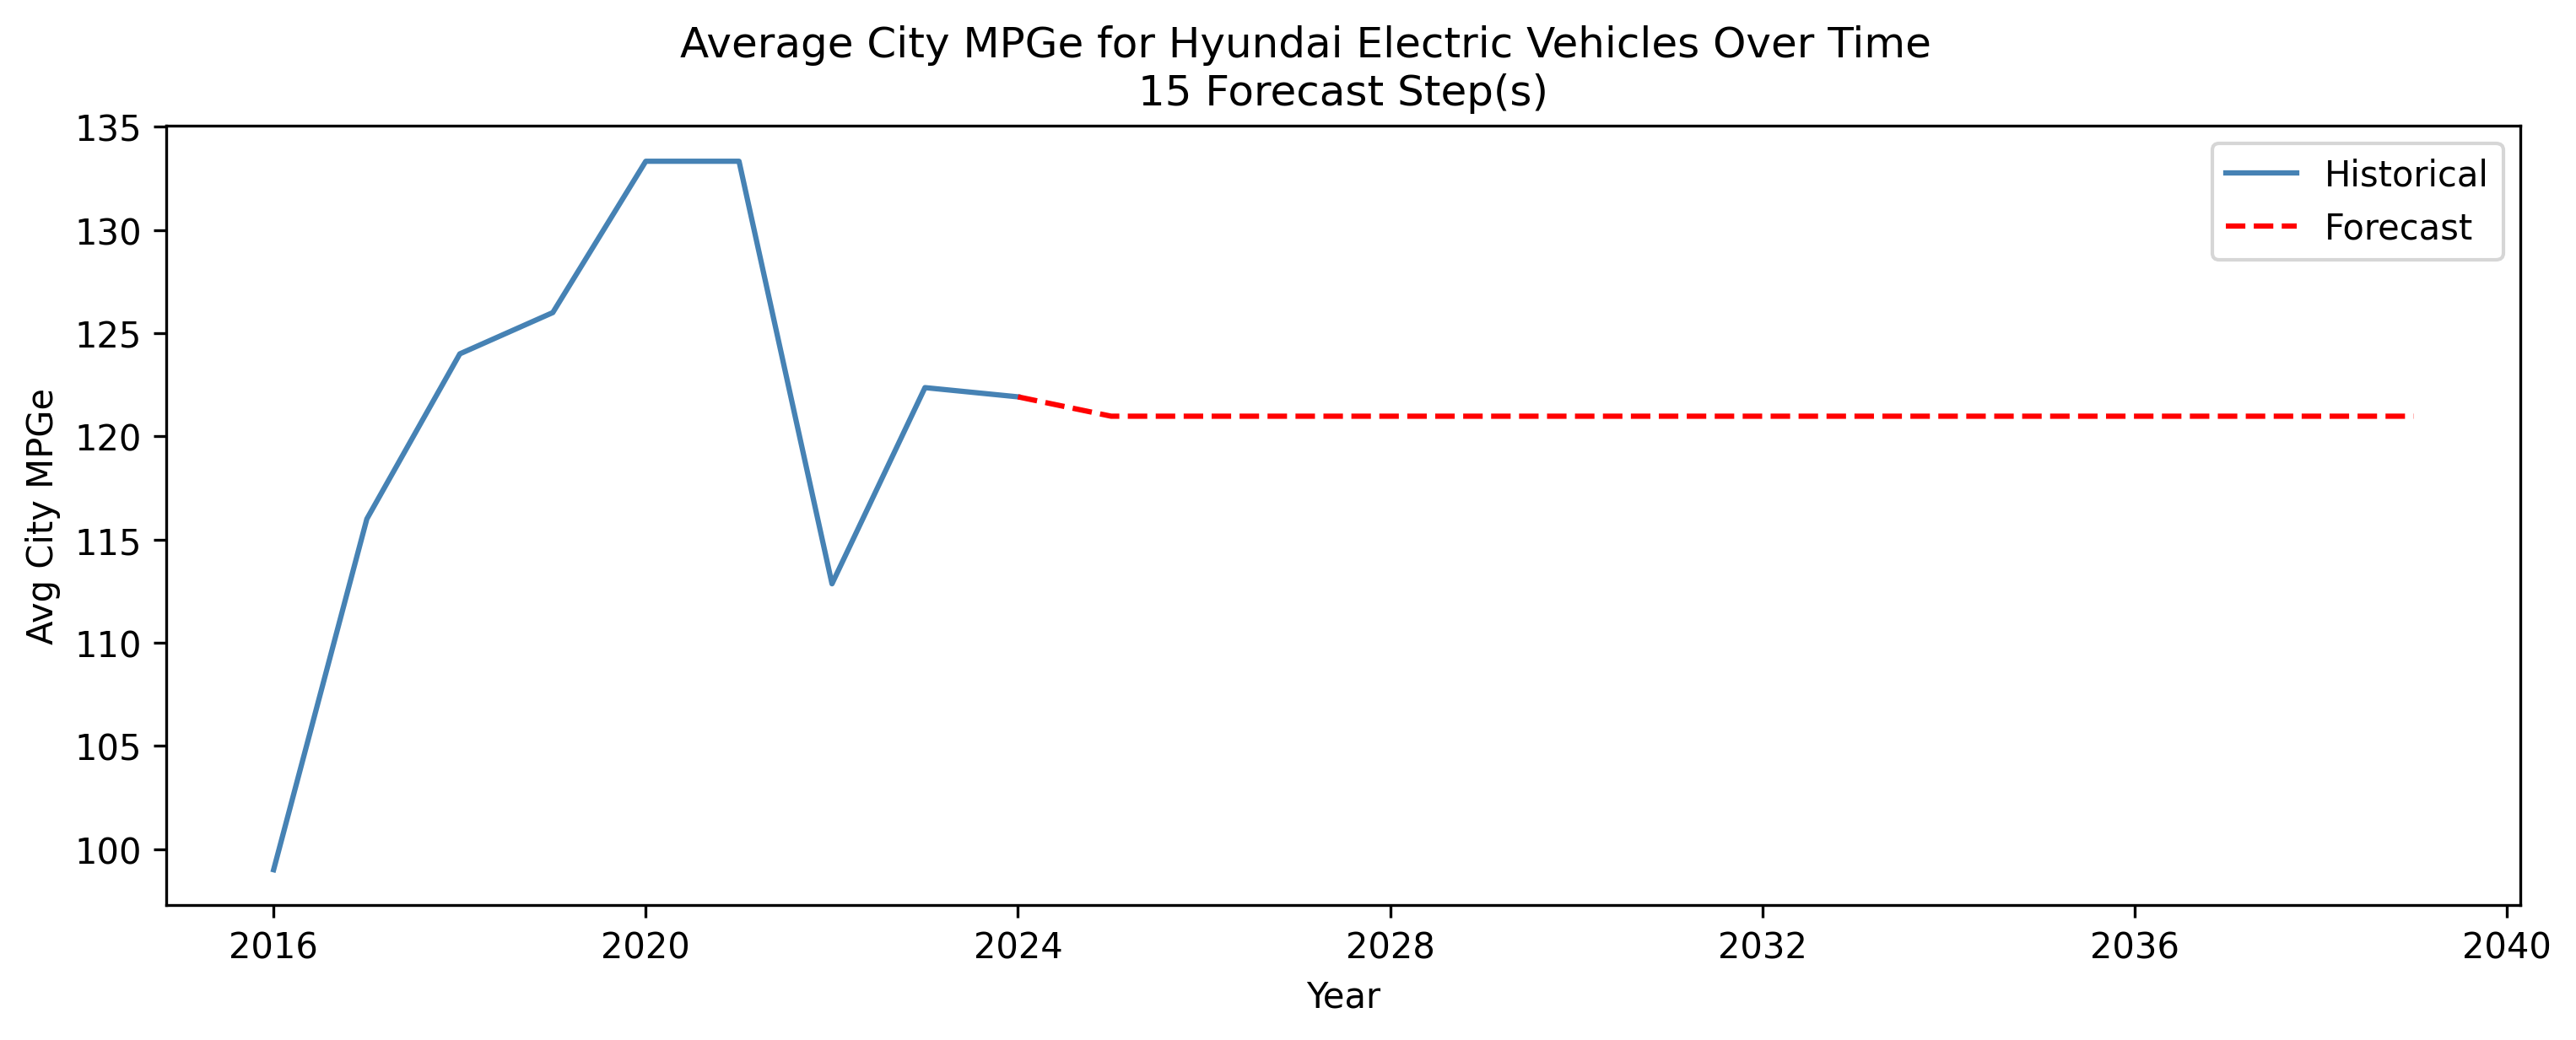 Average City MPGe for Hyundai Electric Vehicles Over Time
15 Forecast Step(s)
135
130
125
120
115
110
105
100
Avg City MPGe
Historical
Forecast
2016 2020 2024 2028 2032 2036 2040
Year